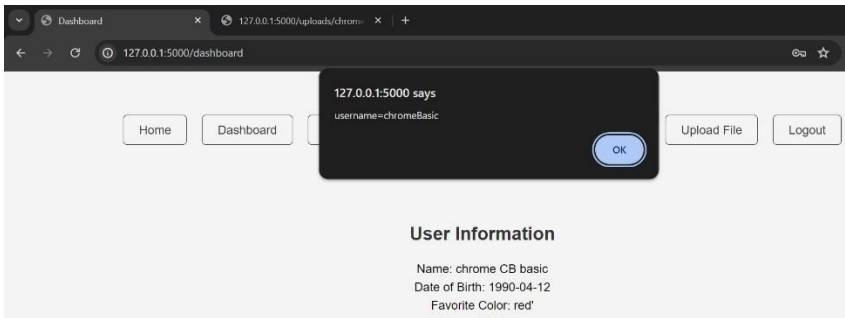 Dashboard
127.0.0.1:5000/uploads/chrome
127.0.0.1:5000/dashboard
127.0.0.1:5000 says
username=chromeBasic
OK
Home
Dashboard
Upload File
Logout
User Information
Name: chrome CB basic
Date of Birth: 1990-04-12
Favorite Color: red'